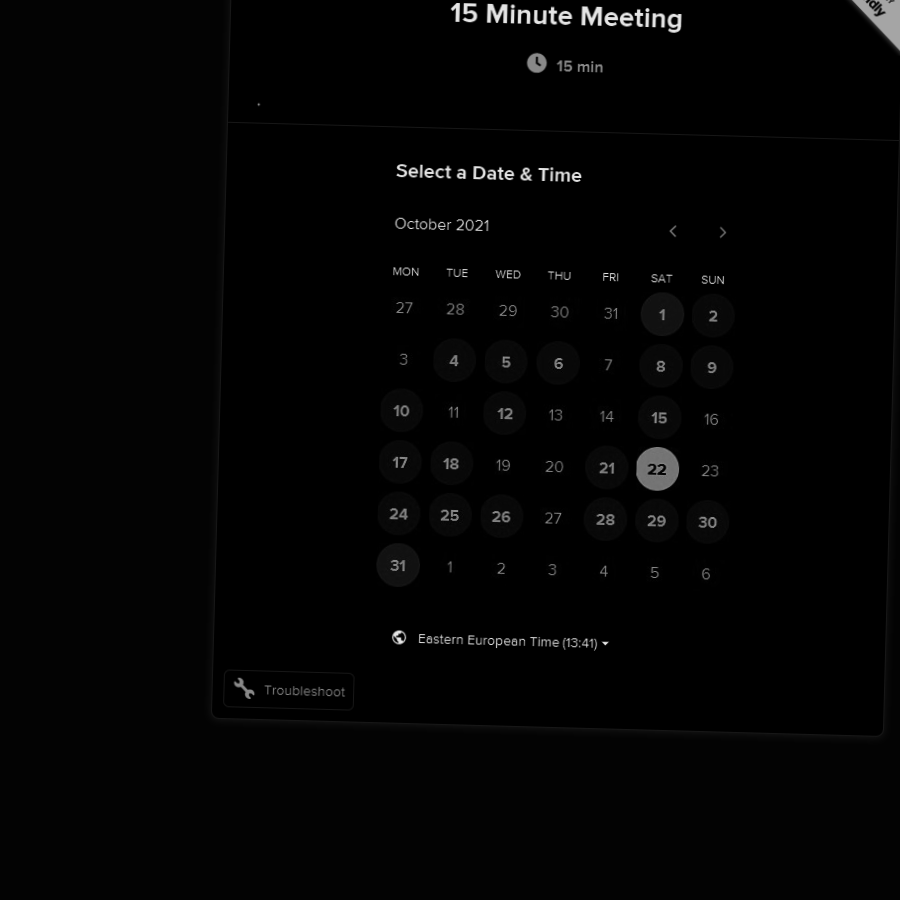 15 Minute Meeting
15 min
Select a Date & Time
October 2021
MON TUE WED THU FRI SAT SUN
27 28 29 30 31 1 2
3 4 5 6 7 8 9
10 11 12 13 14 15 16
17 18 19 20 21 22 23
24 25 26 27 28 29 30
31 1 2 3 4 5 6
Eastern European Time (13:41)
Troubleshoot